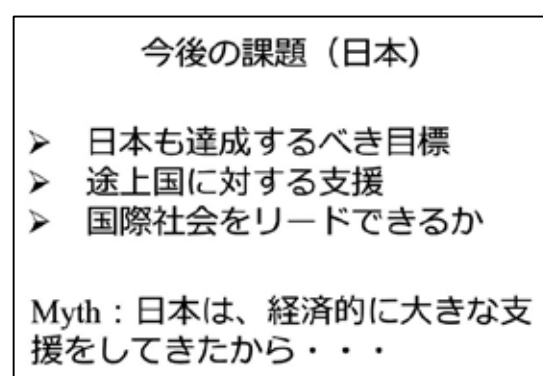 今後の課題（日本）
➢ 日本も達成するべき目標
➢ 途上国に対する支援
➢ 国際社会をリードできるか
Myth：日本は、経済的に大きな支
援をしてきたから・・・